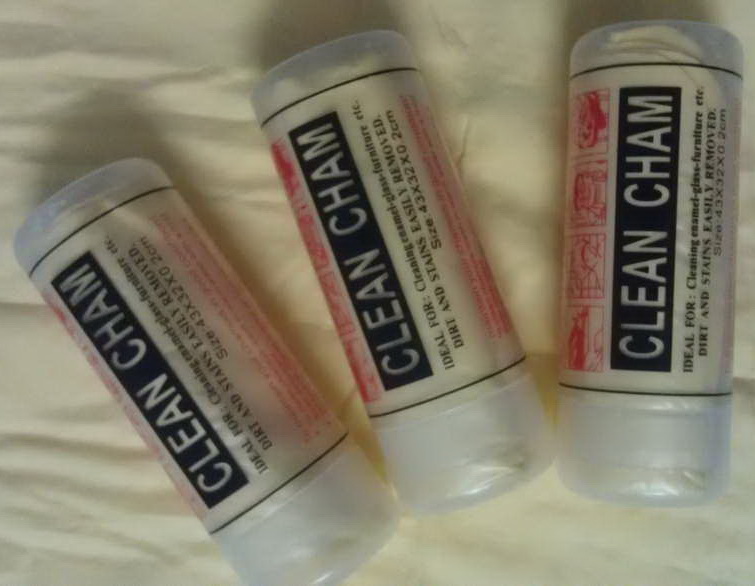 CLEAN CHAM
IDEAL FOR: Cleaning enamel-glass-furniture etc.
DIRT AND STAINS EASILY REMOVED.
Size 43X32X0 2cm
CLEAN CHAM
IDEAL FOR: Cleaning enamel-glass-furniture etc.
DIRT AND STAINS EASILY REMOVED.
Size 43X32X0 2cm
CLEAN CHAM
IDEAL FOR: Cleaning enamel-glass-furniture etc.
DIRT AND STAINS EASILY REMOVED.
Size:43X32X0.2cm